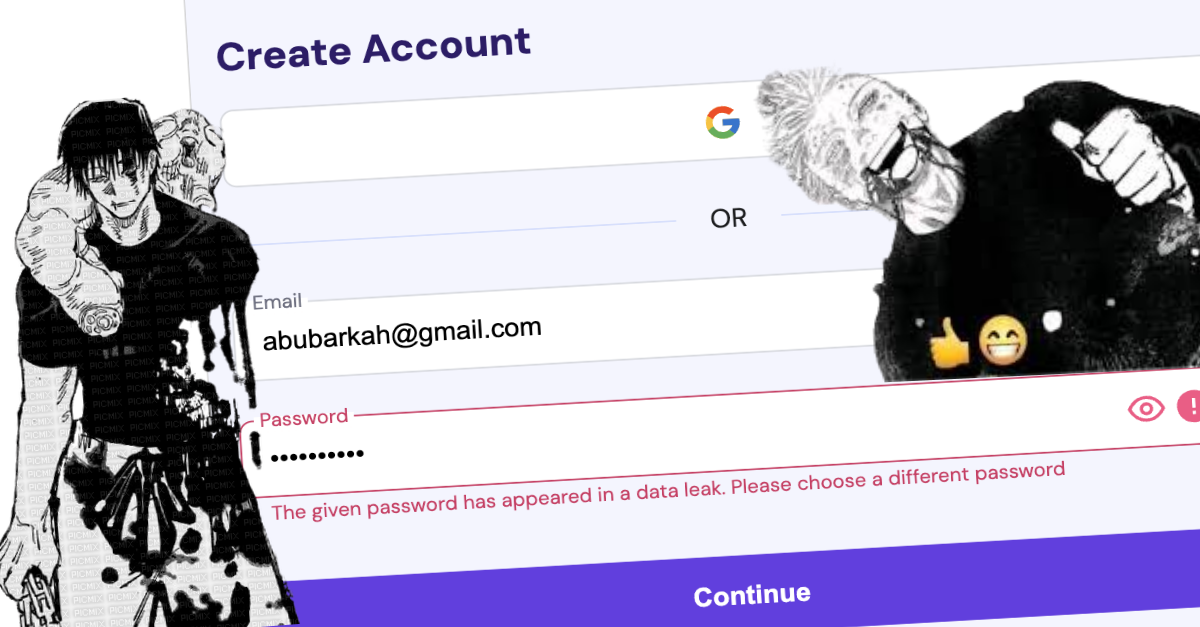 Create Account
OR
Email
abubarkah@gmail.com
Password
The given password has appeared in a data leak. Please choose a different password
Continue
PICMIX